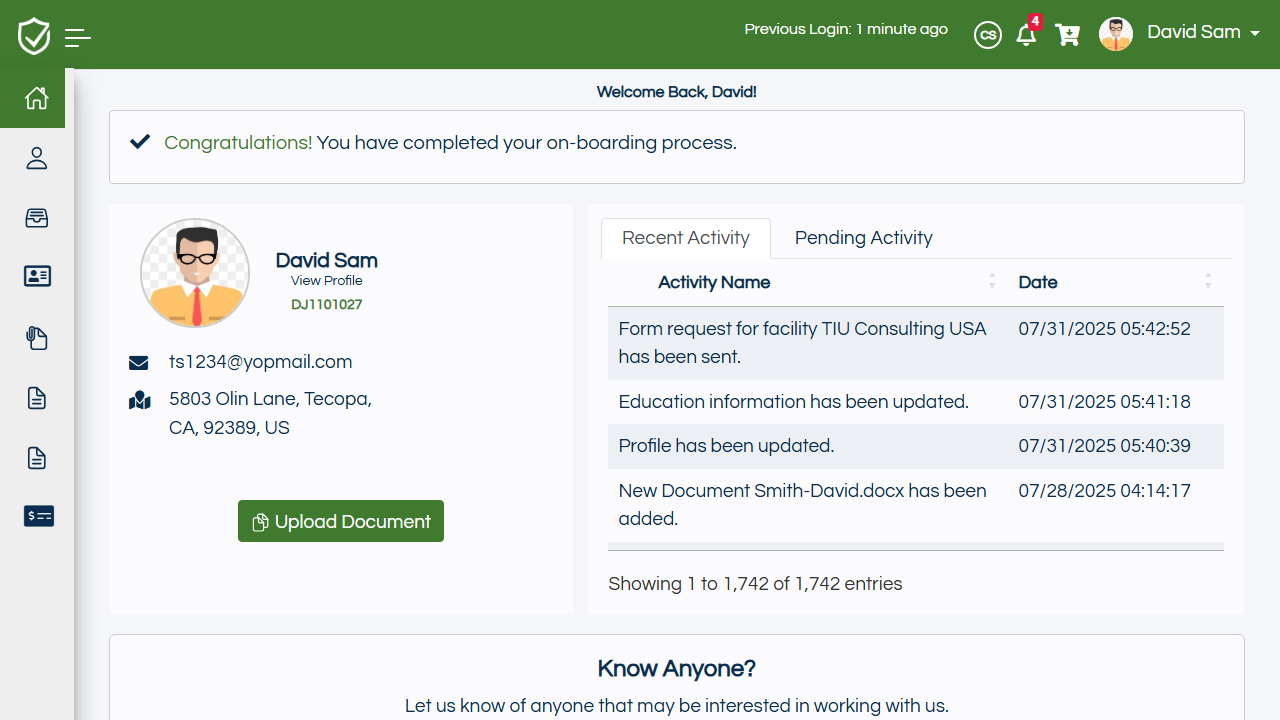 Previous Login: 1 minute ago
CS
4
David Sam
Welcome Back, David!
Congratulations! You have completed your on-boarding process.
David Sam
View Profile
DJ1101027
ts1234@yopmail.com
5803 Olin Lane, Tecopa,
CA, 92389, US
Upload Document
Recent Activity
Pending Activity
Activity Name
Date
Form request for facility TIU Consulting USA
has been sent.
07/31/2025 05:42:52
Education information has been updated.
07/31/2025 05:41:18
Profile has been updated.
07/31/2025 05:40:39
New Document Smith-David.docx has been
added.
07/28/2025 04:14:17
Showing 1 to 1,742 of 1,742 entries
Know Anyone?
Let us know of anyone that may be interested in working with us.